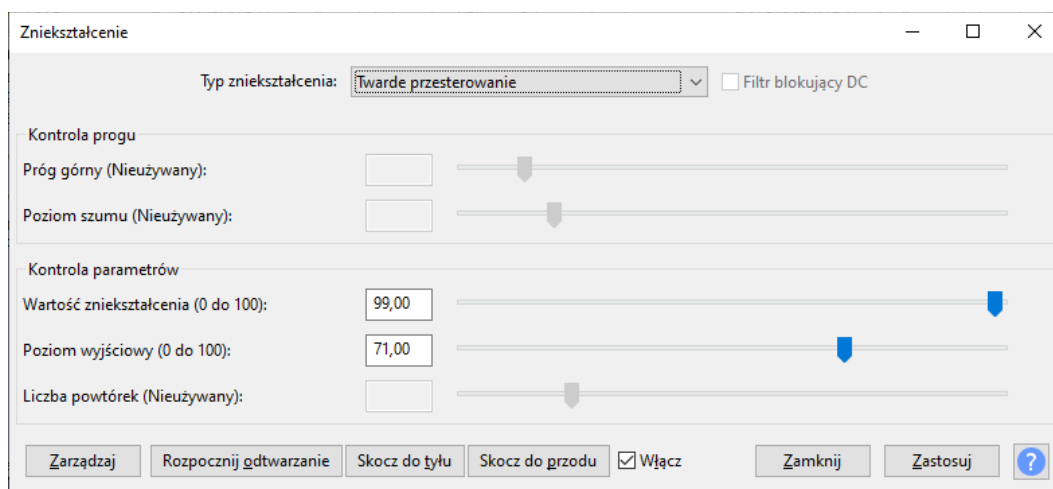 Zniekształcenie
Typ zniekształcenia: Twarde przesterowanie Filtr blokujący DC
Kontrola progu
Próg górny (Nieużywany):
Poziom szumu (Nieużywany):
Kontrola parametrów
Wartość zniekształcenia (0 do 100): 99,00
Poziom wyjściowy (0 do 100): 71,00
Liczba powtórek (Nieużywany):
Zarządzaj Rozpocznij odtwarzanie Skocz do tyłu Skocz do przodu Włącz Zamknij Zastosuj ?